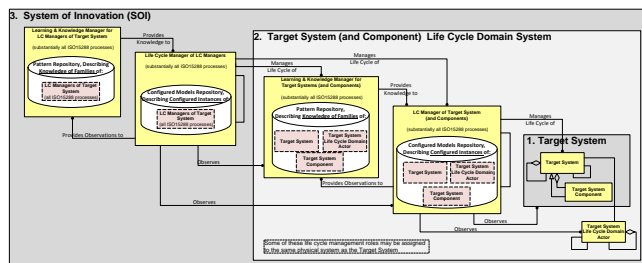 3. System of Innovation (SOI)
Learning & Knowledge Manager for
LC Managers of Target System
(substantially all ISO15288 processes)
Pattern Repository, Describing
Knowledge of Families of:
LC Managers of Target
System
(all ISO15288 processes)
Provides
Knowledge to
Provides Observations to
Life Cycle Manager of LC Managers
(substantially all ISO15288 processes)
Configured Models Repository,
Describing Configured Instances of:
LC Managers of Target
System
(all ISO15288 processes)
Manages
Life Cycle of
Manages
Life Cycle of
Observes
Observes
2. Target System (and Component) Life Cycle Domain System
Learning & Knowledge Manager for
Target Systems (and Components)
(substantially all ISO15288 processes)
Pattern Repository,
Describing Knowledge of Families of:
Target System
Target System
Life Cycle Domain
Actor
Target System
Component
Provides
Knowledge to
Provides Observations to
LC Manager of Target System
(and Components)
(substantially all ISO15288 processes)
Configured Models Repository,
Describing Configured Instances of:
Target System
Target System
Life Cycle Domain
Actor
Target System
Component
Manages
Life Cycle of
Observes
Observes
1. Target System
Target System
Target System
Component
Target System
Life Cycle Domain
Actor
Some of these life cycle management roles may be assigned
to the same physical system as the Target System